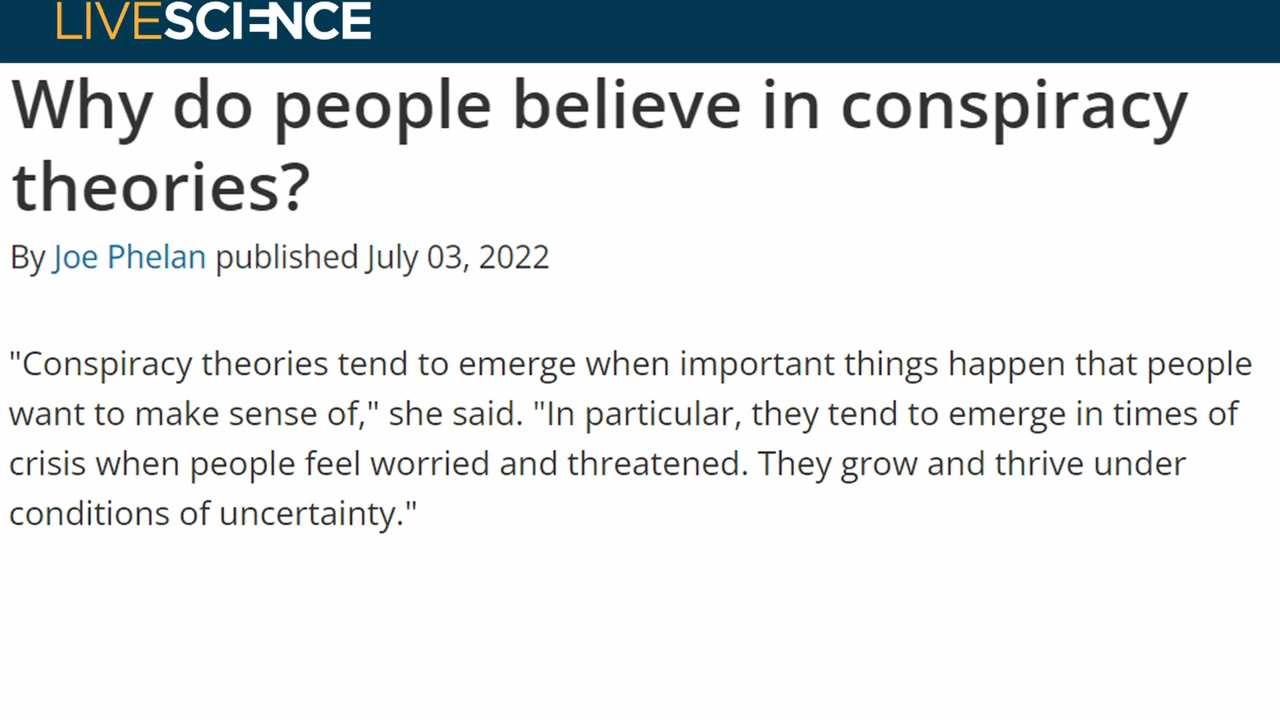 LIVESCIENCE
Why do people believe in conspiracy
theories?
By Joe Phelan published July 03, 2022
"Conspiracy theories tend to emerge when important things happen that people
want to make sense of," she said. "In particular, they tend to emerge in times of
crisis when people feel worried and threatened. They grow and thrive under
conditions of uncertainty."